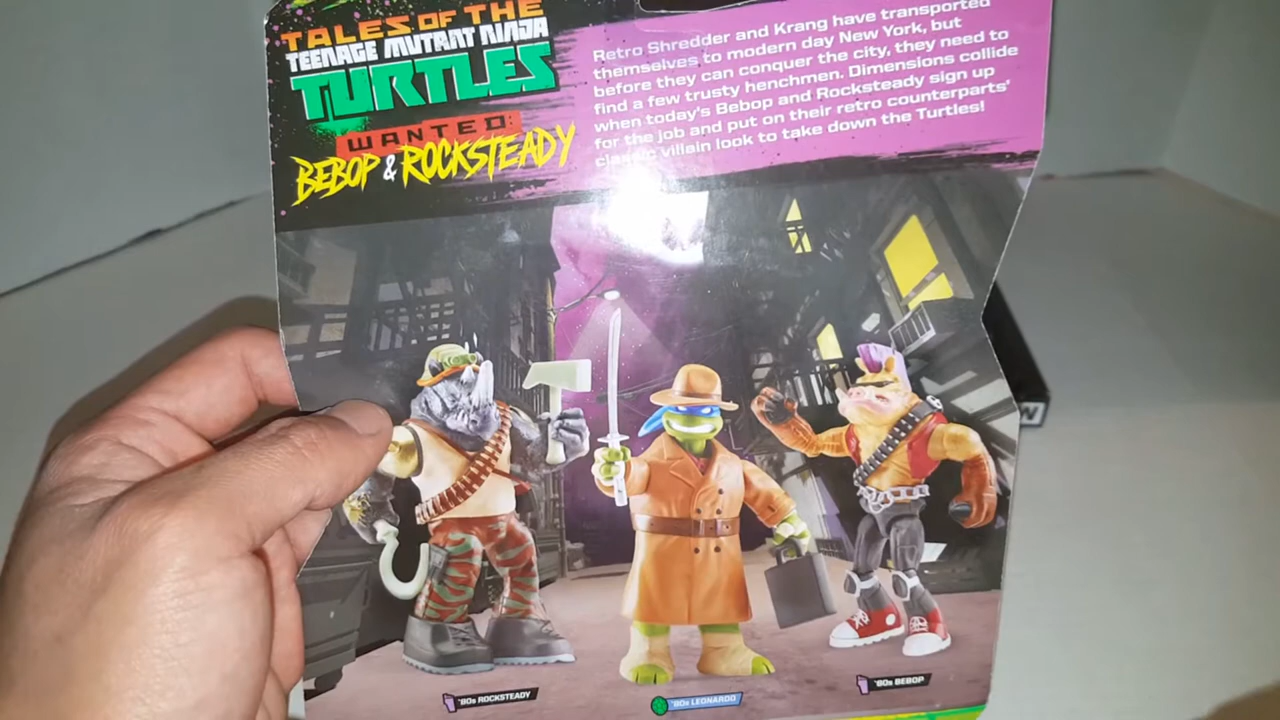 TALES OF THE
TEENAGE MUTANT NINJA
TURTLES
WANTED:
BEBOP & ROCKSTEADY
Retro Shredder and Krang have transported
themselves to modern day New York, but
before they can conquer the city, they need to
find a few trusty henchmen. Dimensions collide
when today's Bebop and Rocksteady sign up
for the job and put on their retro counterparts'
classic villain look to take down the Turtles!
'80s ROCKSTEADY
'80s LEONARDO
'80s BEBOP
W